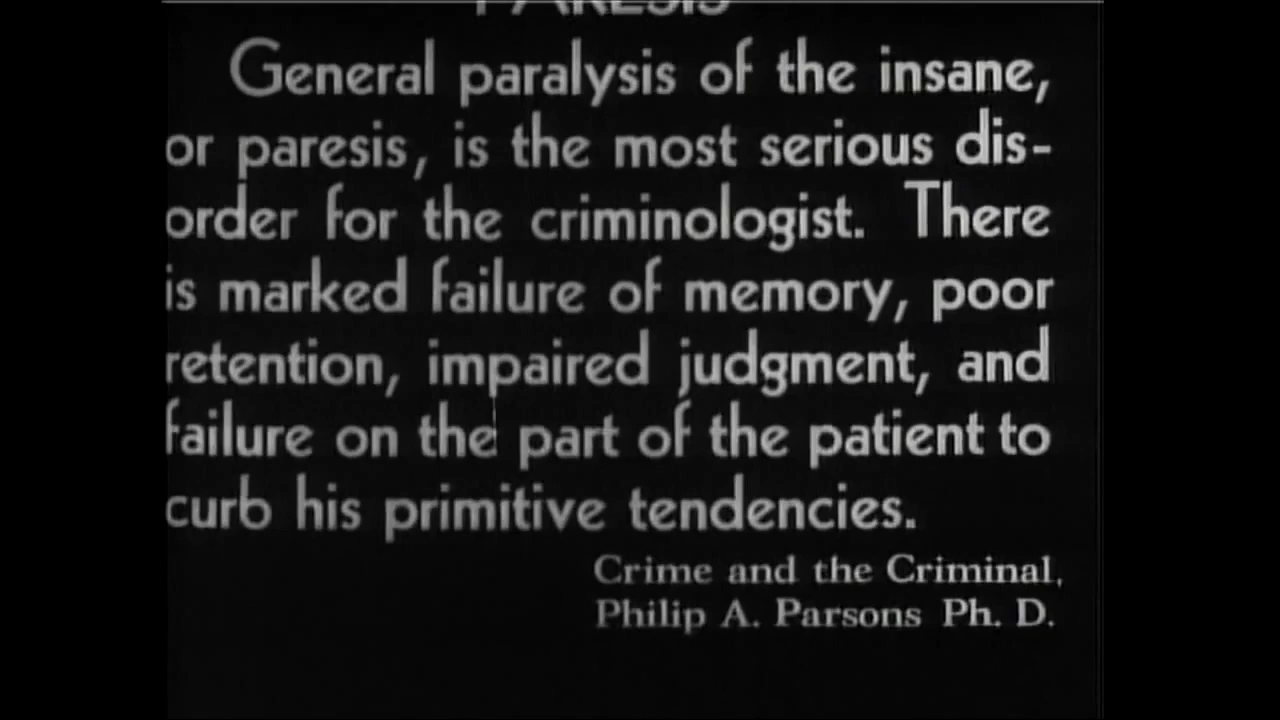 PARESIS
General paralysis of the insane,
or paresis, is the most serious dis-
order for the criminologist. There
is marked failure of memory, poor
retention, impaired judgment, and
failure on the part of the patient to
curb his primitive tendencies.
Crime and the Criminal,
Philip A. Parsons Ph. D.